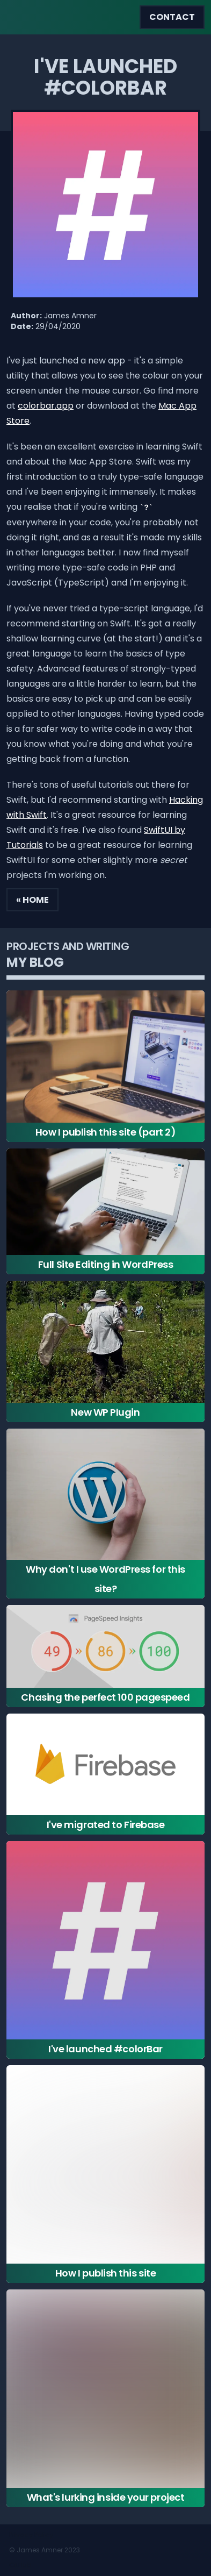 CONTACT
I'VE LAUNCHED
#COLORBAR
#
Author: James Amner
Date: 29/04/2020
I've just launched a new app - it's a simple
utility that allows you to see the colour on any
screen under the mouse cursor. Go find more
at colorbar.app or download at the Mac App
Store.
It's been an excellent exercise in learning Swift
and about the Mac App Store. Swift was my
first introduction to a truly type-safe language
and I've been enjoying it immensely. It makes
you realise that if you're writing `?`
everywhere in your code, you're probably not
doing it right, and as a result it's made my skills
in other languages better. I now find myself
writing more type-safe code in PHP and
JavaScript (TypeScript) and I'm enjoying it.
If you've never tried a type-script language, I'd
recommend starting on Swift. It's got a really
shallow learning curve (at the start!) and it's a
great language to learn the basics of type
safety. Advanced features of strongly-typed
languages are a little harder to learn, but the
basics are easy to pick up and can be easily
applied to other languages. Having typed code
is a far safer way to write code in a way that
you know what you're doing and what you're
getting back from a function.
There's tons of useful tutorials out there for
Swift, but I'd recommend starting with Hacking
with Swift. It's a great resource for learning
Swift and it's free. I've also found SwiftUI by
Tutorials to be a great resource for learning
SwiftUI for some other slightly more secret
projects I'm working on.
« HOME
PROJECTS AND WRITING
MY BLOG
How I publish this site (part 2)
Full Site Editing in WordPress
New WP Plugin
Why don't I use WordPress for this
site?
PageSpeed Insights
49 » 86 » 100
Chasing the perfect 100 pagespeed
Firebase
I've migrated to Firebase
#
I've launched #colorBar
How I publish this site
What's lurking inside your project